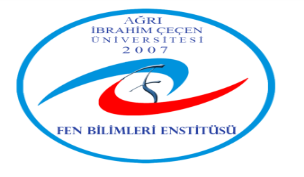 AĞRI
İBRAHİM ÇEÇEN
ÜNİVERSİTESİ
2007
FEN BİLİMLERİ ENSTİTÜSÜ